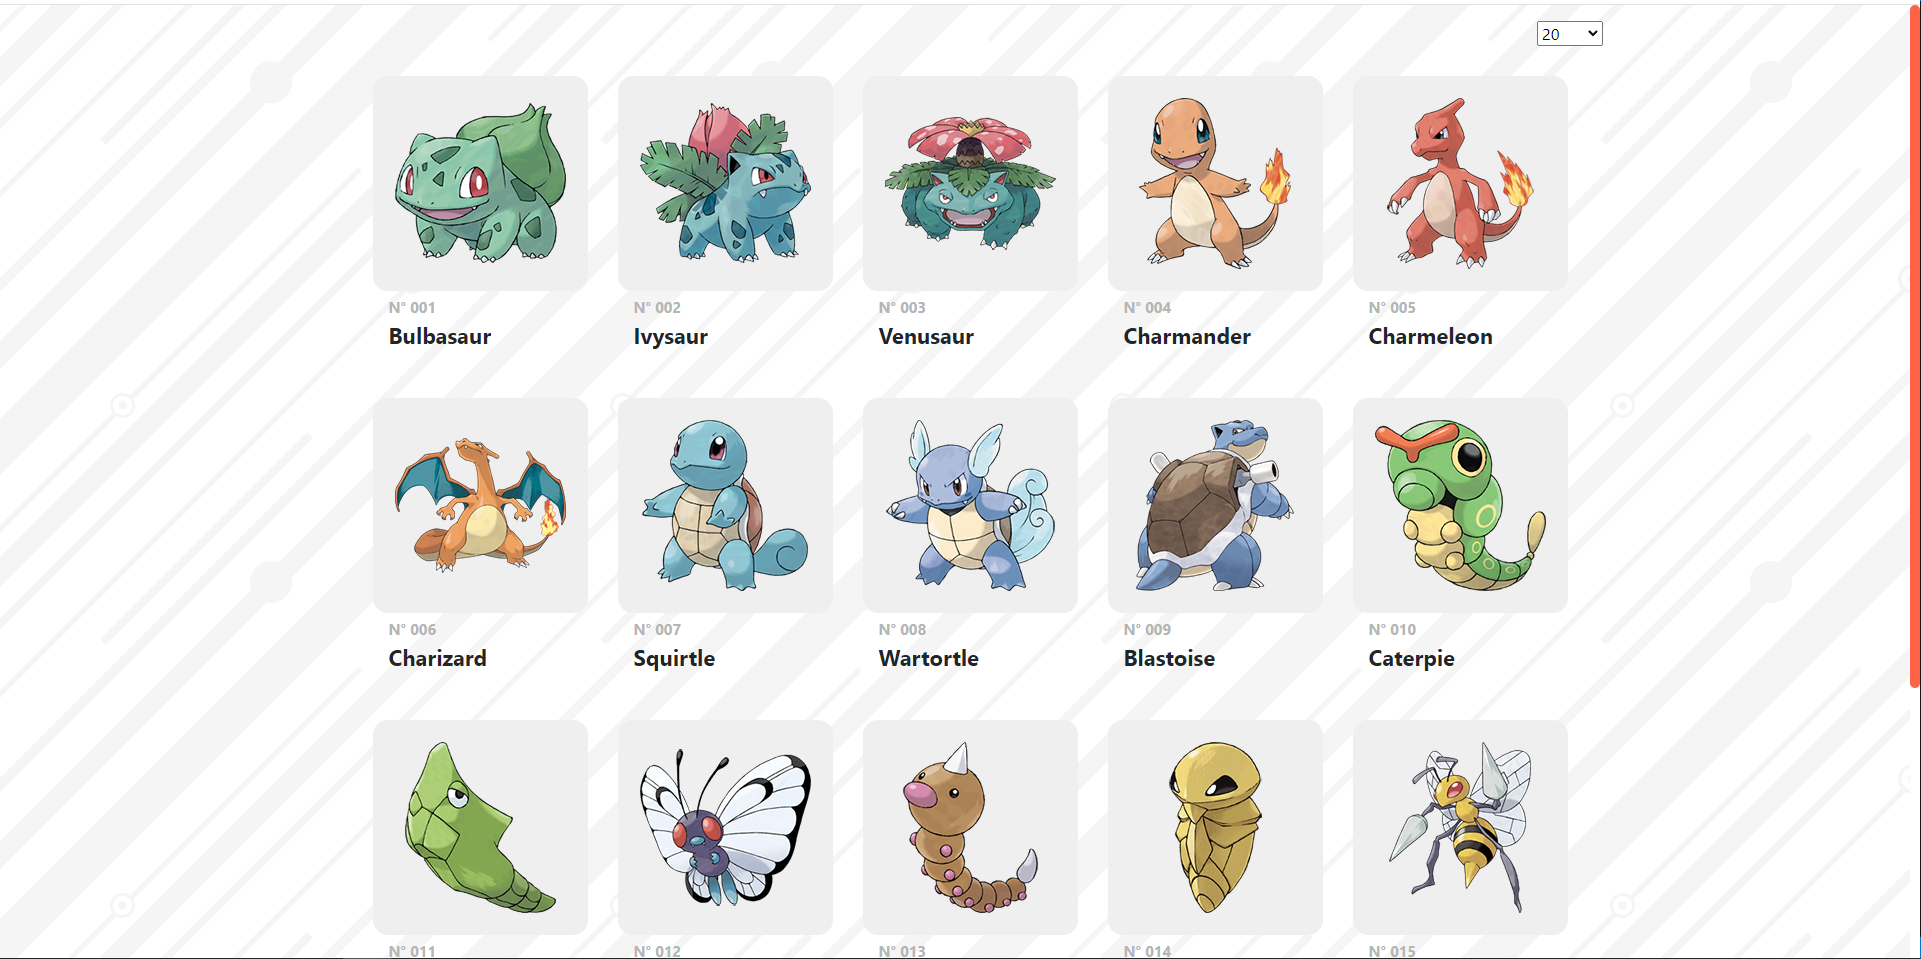 20
N° 001
Bulbasaur
N° 002
Ivysaur
N° 003
Venusaur
N° 004
Charmander
N° 005
Charmeleon
N° 006
Charizard
N° 007
Squirtle
N° 008
Wartortle
N° 009
Blastoise
N° 010
Caterpie
N° 011
N° 012
N° 013
N° 014
N° 015